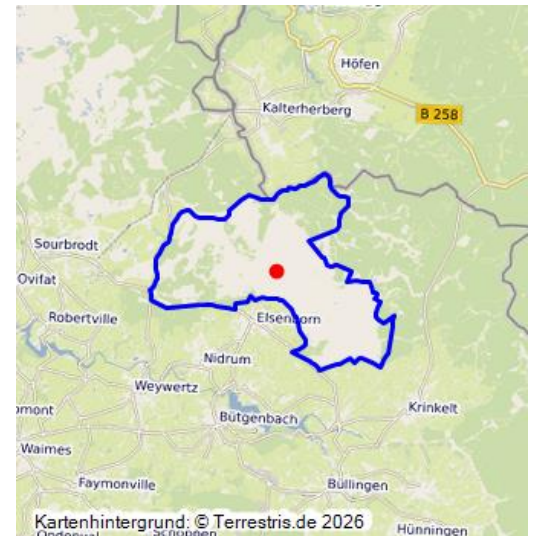 Höfen
Kalterherberg
B 258
Sourbrodt
Ovifat
Robertville
Elsenborn
Nidrum
Weywertz
Krinkelt
omont
Bütgenbach
Waimes
Faymonville
Büllingen
Kartenhintergrund: © Terrestris.de 2026
Hünningen